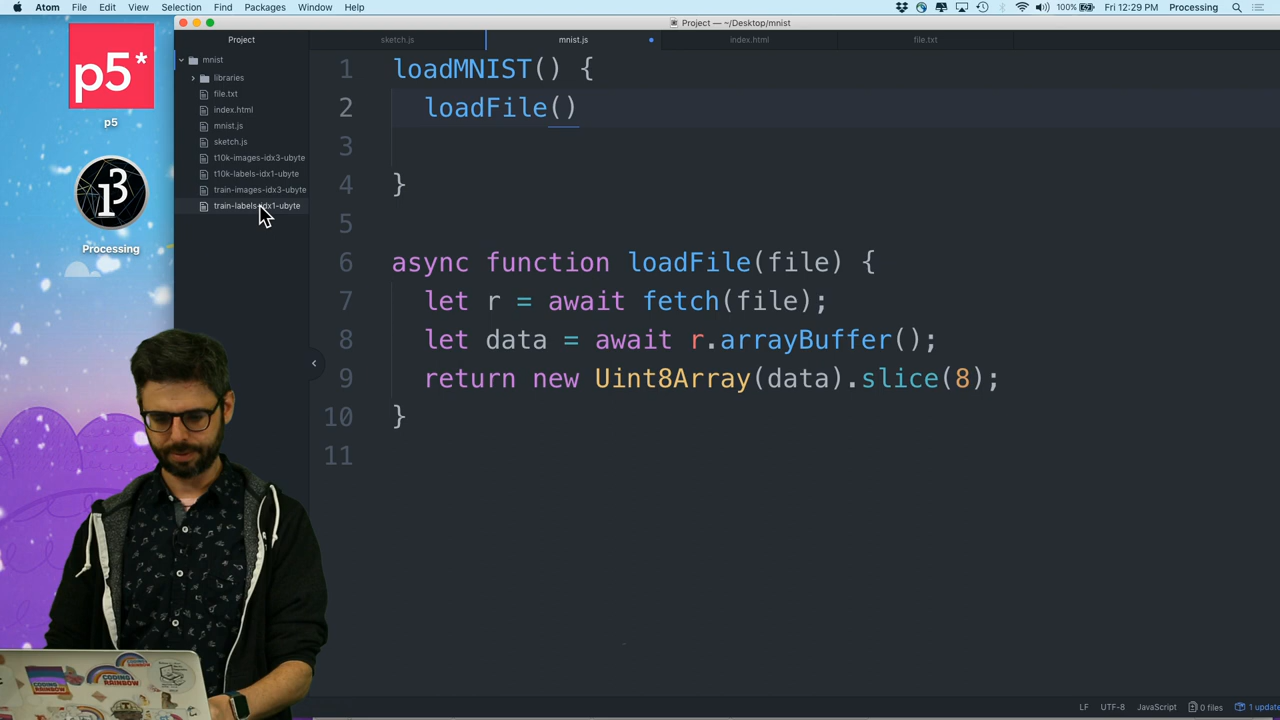 Atom File Edit View Selection Find Packages Window Help
100% Fri 12:29 PM Processing
Project — ~/Desktop/mnist
Project
sketch.js
mnist.js
index.html
file.txt
mnist
libraries
file.txt
index.html
mnist.js
sketch.js
t10k-images-idx3-ubyte
t10k-labels-idx1-ubyte
train-images-idx3-ubyte
train-labels-idx1-ubyte
p5*
p5
Processing
1 loadMNIST() {
2 loadFile()
3
4 }
5
6 async function loadFile(file) {
7 let r = await fetch(file);
8 let data = await r.arrayBuffer();
9 return new Uint8Array(data).slice(8);
10 }
11
CODING
RAINBOW
CODING
RAINBOW
LF UTF-8 JavaScript 0 files 1 update